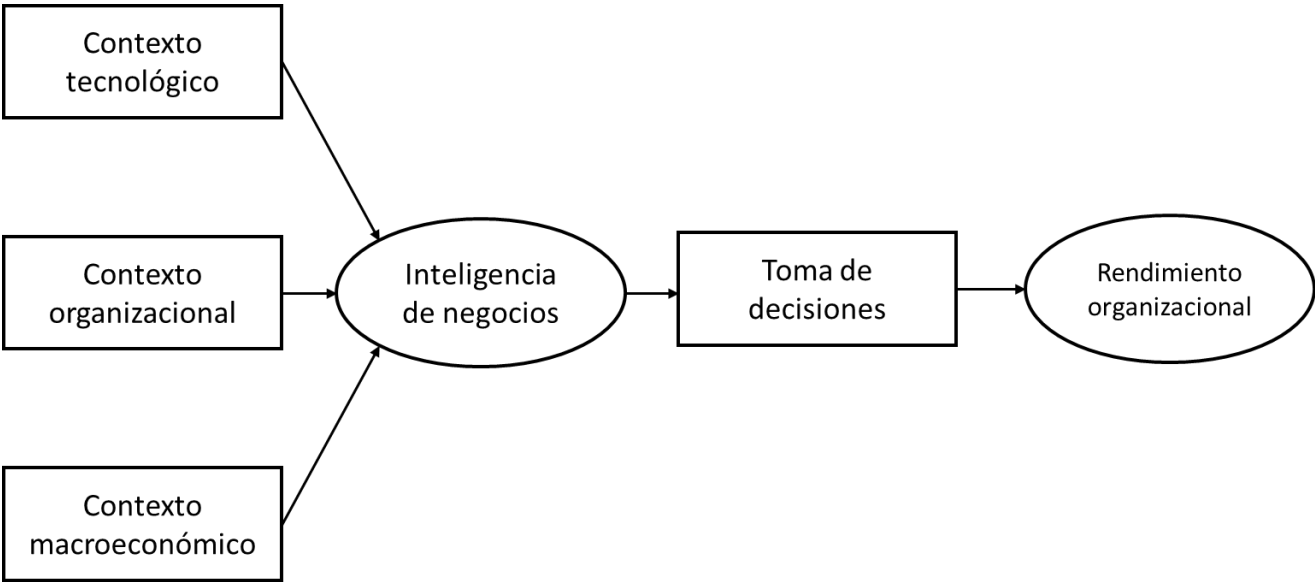 Contexto
tecnológico
Contexto
organizacional
Contexto
macroeconómico
Inteligencia
de negocios
Toma de
decisiones
Rendimiento
organizacional